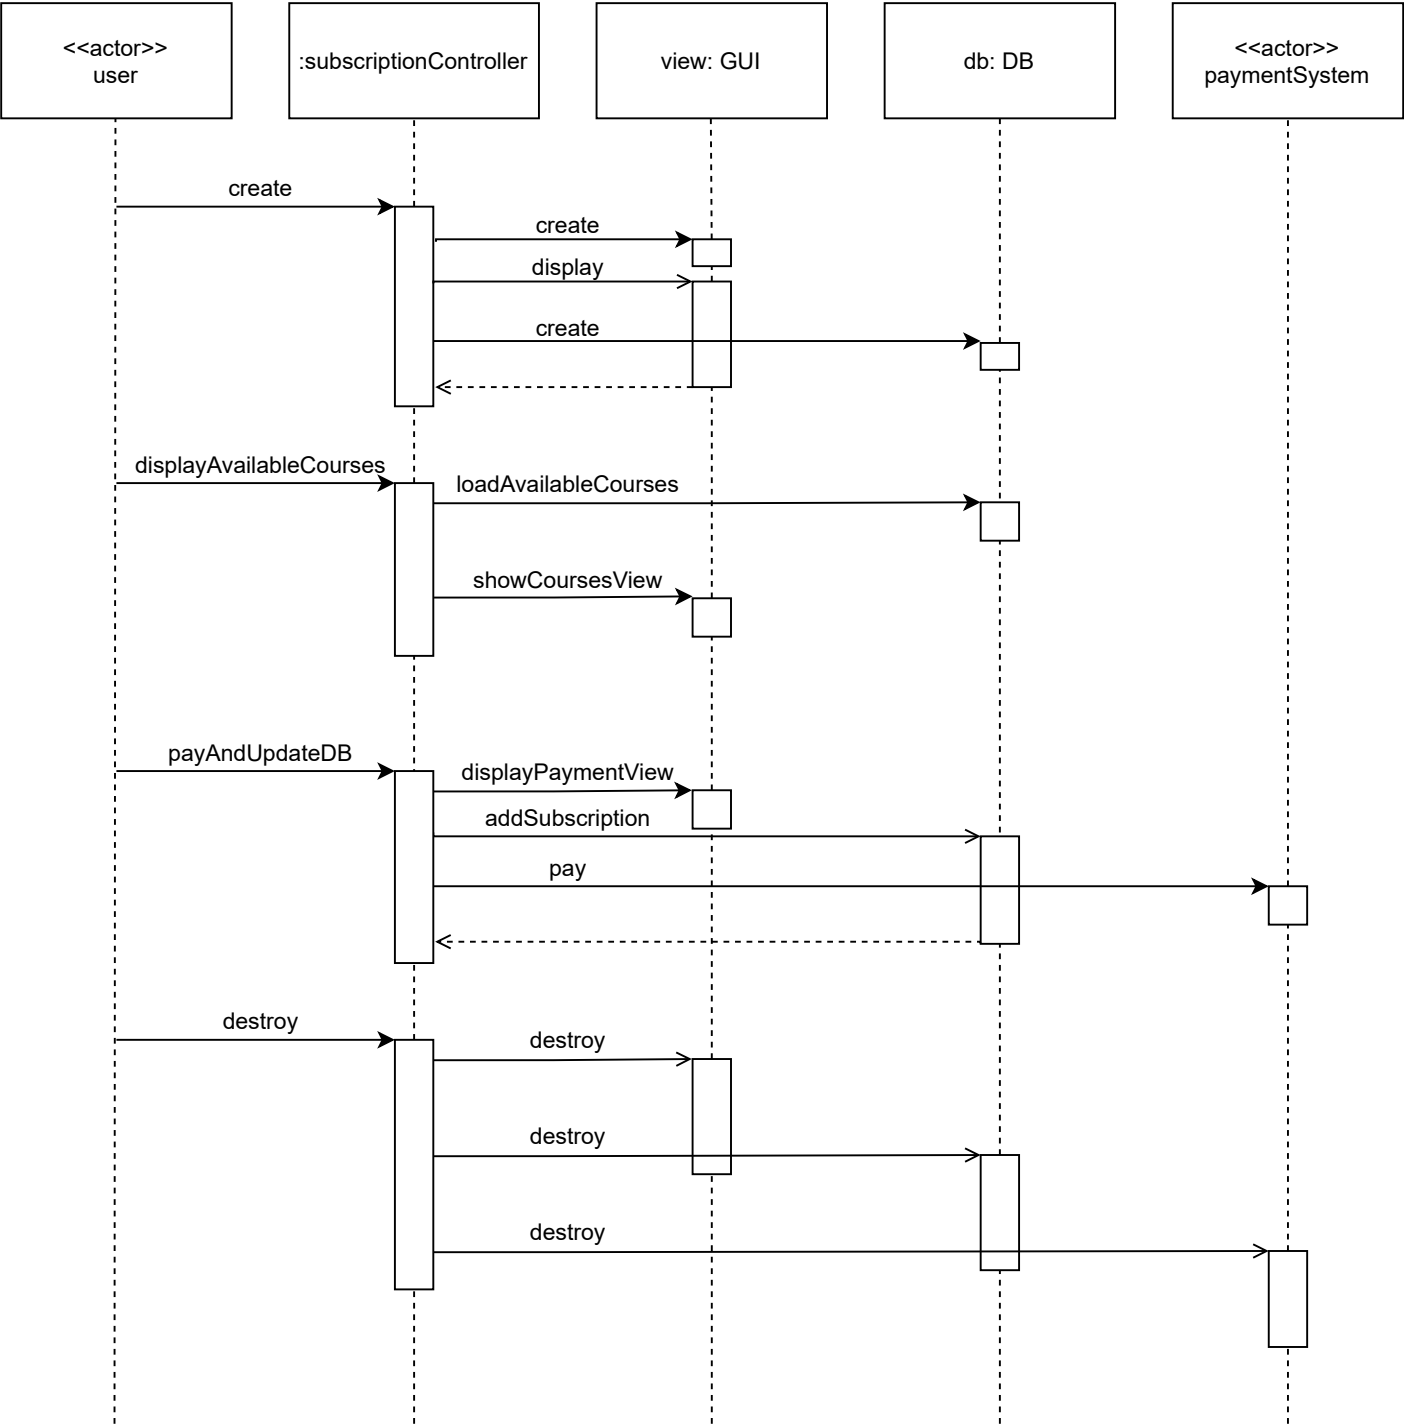 <<actor>>
user
:subscriptionController
view: GUI
db: DB
<<actor>>
paymentSystem
create
create
display
create
displayAvailableCourses
loadAvailableCourses
showCoursesView
payAndUpdateDB
displayPaymentView
addSubscription
pay
destroy
destroy
destroy
destroy